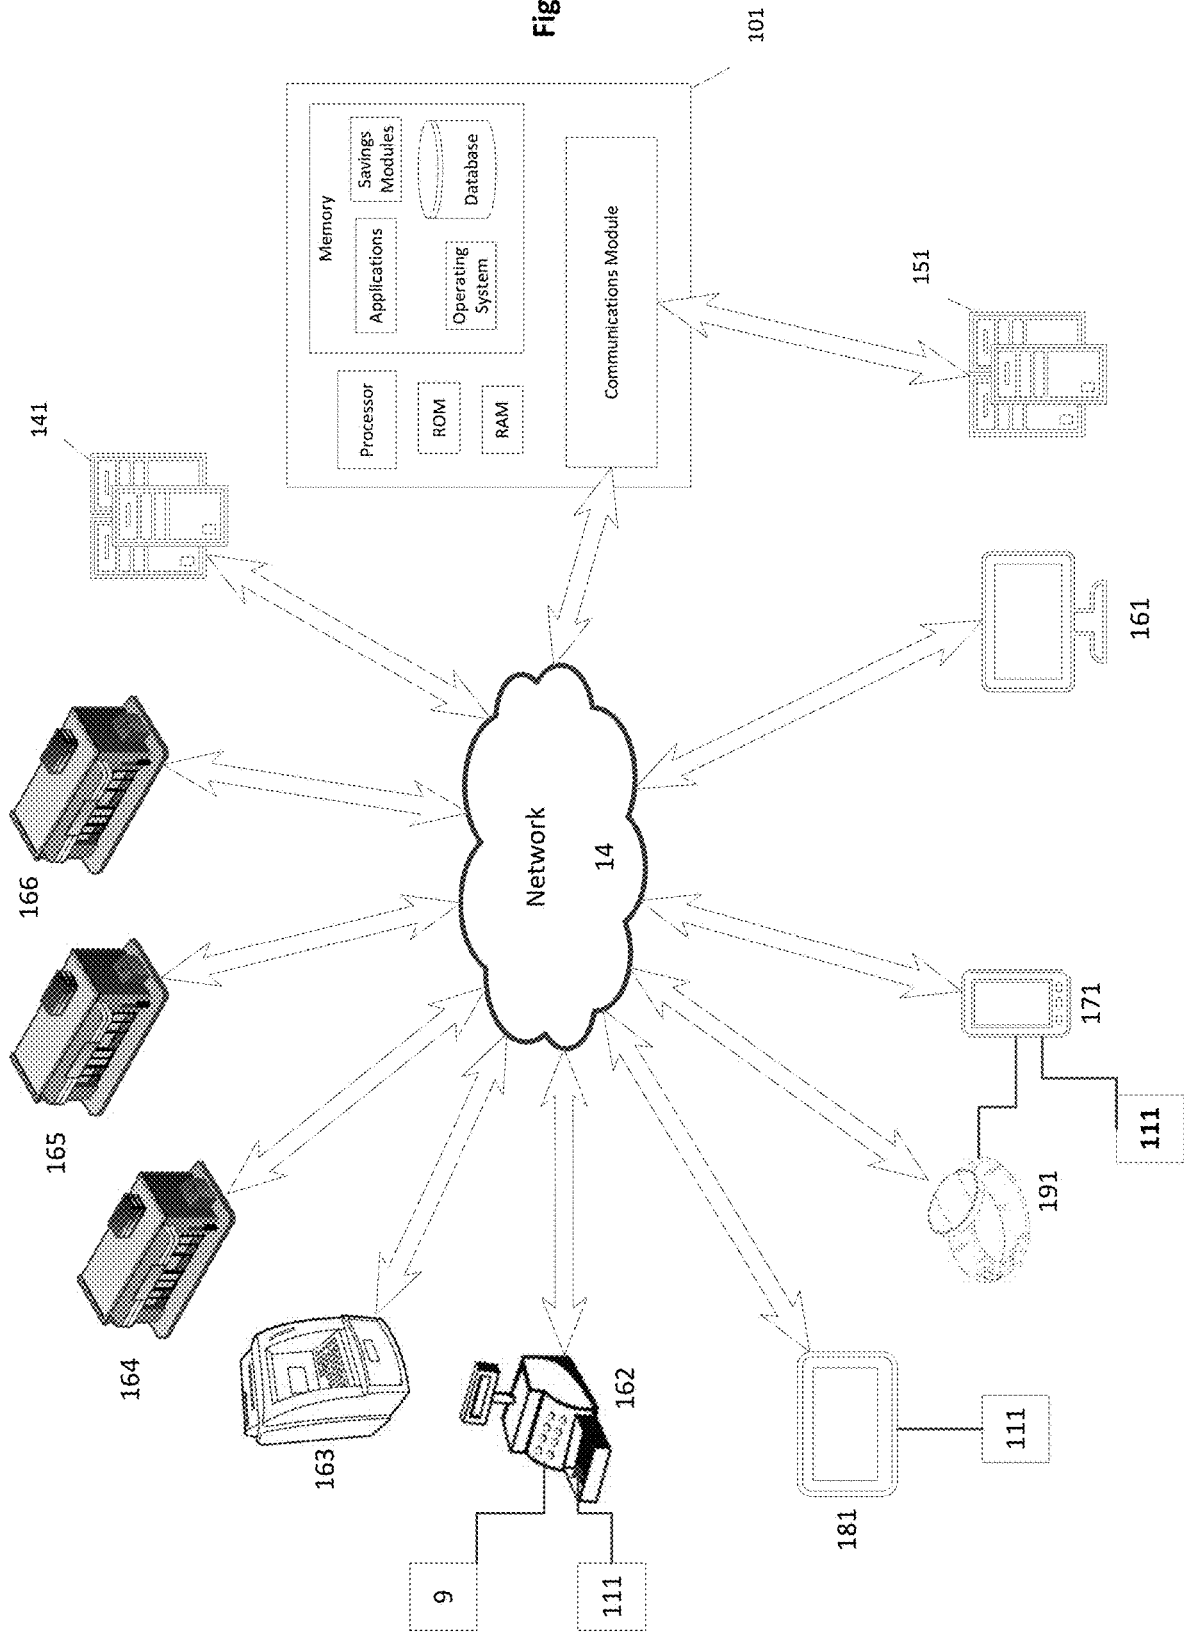 Fig
101
Memory
Savings
Modules
Applications
Database
Operating
System
Processor
ROM
RAM
Communications Module
141
151
166
165
164
163
162
9
111
Network
14
161
171
111
191
181
111